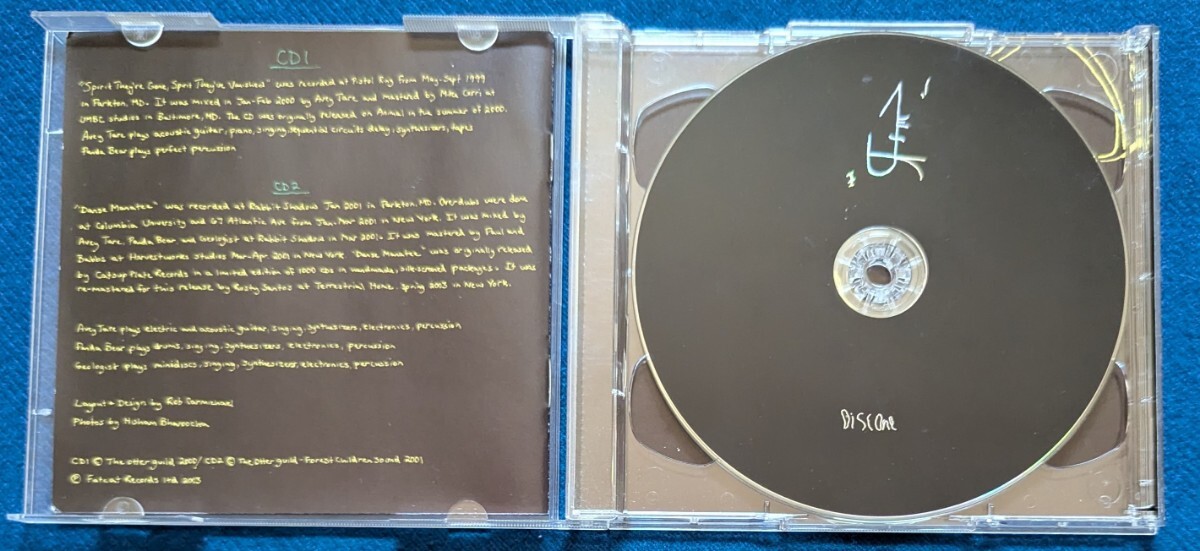 CD1
"Spirit They're Gone, Sprit They've Vanished" was recorded at Pistol Rig from May-Sept 1999
in Parkton, MD. It was mixed in Jan-Feb 2000 by Avey Tare and mastered by Mike Corri at
UMBC studios in Baltimore, MD. The CD was originally released on Animal in the summer of 2000.
Avey Tare plays acoustic guitar, piano, singing, sequential circuits delay, synthesizers, tapes
Panda Bear plays perfect percussion
CD2
"Danse Manatee" was recorded at Rabbit Shadow Jan 2001 in Parkton, MD. Overdubs were done
at Columbia University and 67 Atlantic Ave from Jan-Mar 2001 in New York. It was mixed by
Avey Tare, Panda Bear and Geologist at Rabbit Shadow in Mar 2001. It was mastered by Paul and
Babbs at Harvestworks studios Mar-Apr 2001 in New York "Danse Manatee" was originally released
by Catsup Plate Records in a limited edition of 1000 CDs in handmade, silk-screened packages. It was
re-mastered for this release by Rusty Santos at Terrestrial Home. Spring 2003 in New York.
Avey Tare plays electric and acoustic guitar, singing, synthesizers, electronics, percussion
Panda Bear plays drums, singing, synthesizers, electronics, percussion
Geologist plays minidiscs, singing, synthesizers, electronics, percussion
Layout + Design by Rob Carmichael
Photos by Hisham
CD1 © The Otterguild 2000/CD2 © The Otterguild-Forest Children Sound 2001
℗ Fatcat Records ltd 2003
Disc One